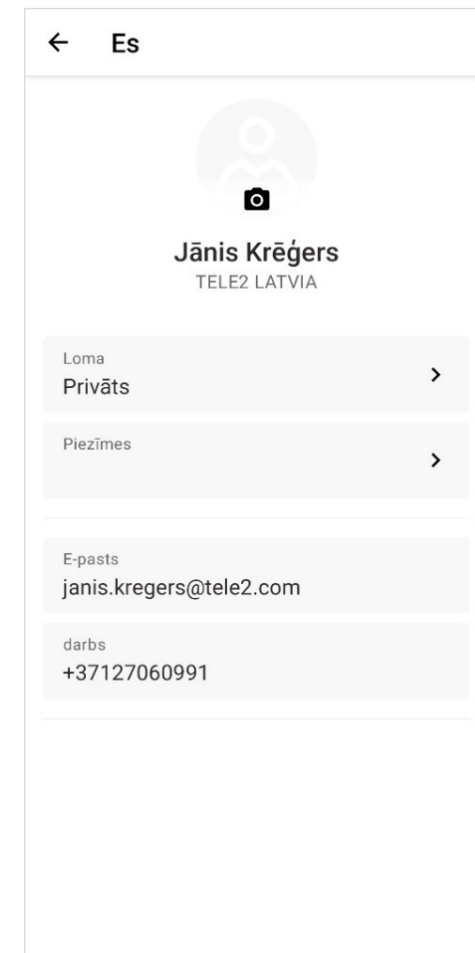 Es
Jānis Krēģers
TELE2 LATVIA
Loma
Privāts
Piezīmes
E-pasts
janis.kregers@tele2.com
darbs
+37127060991